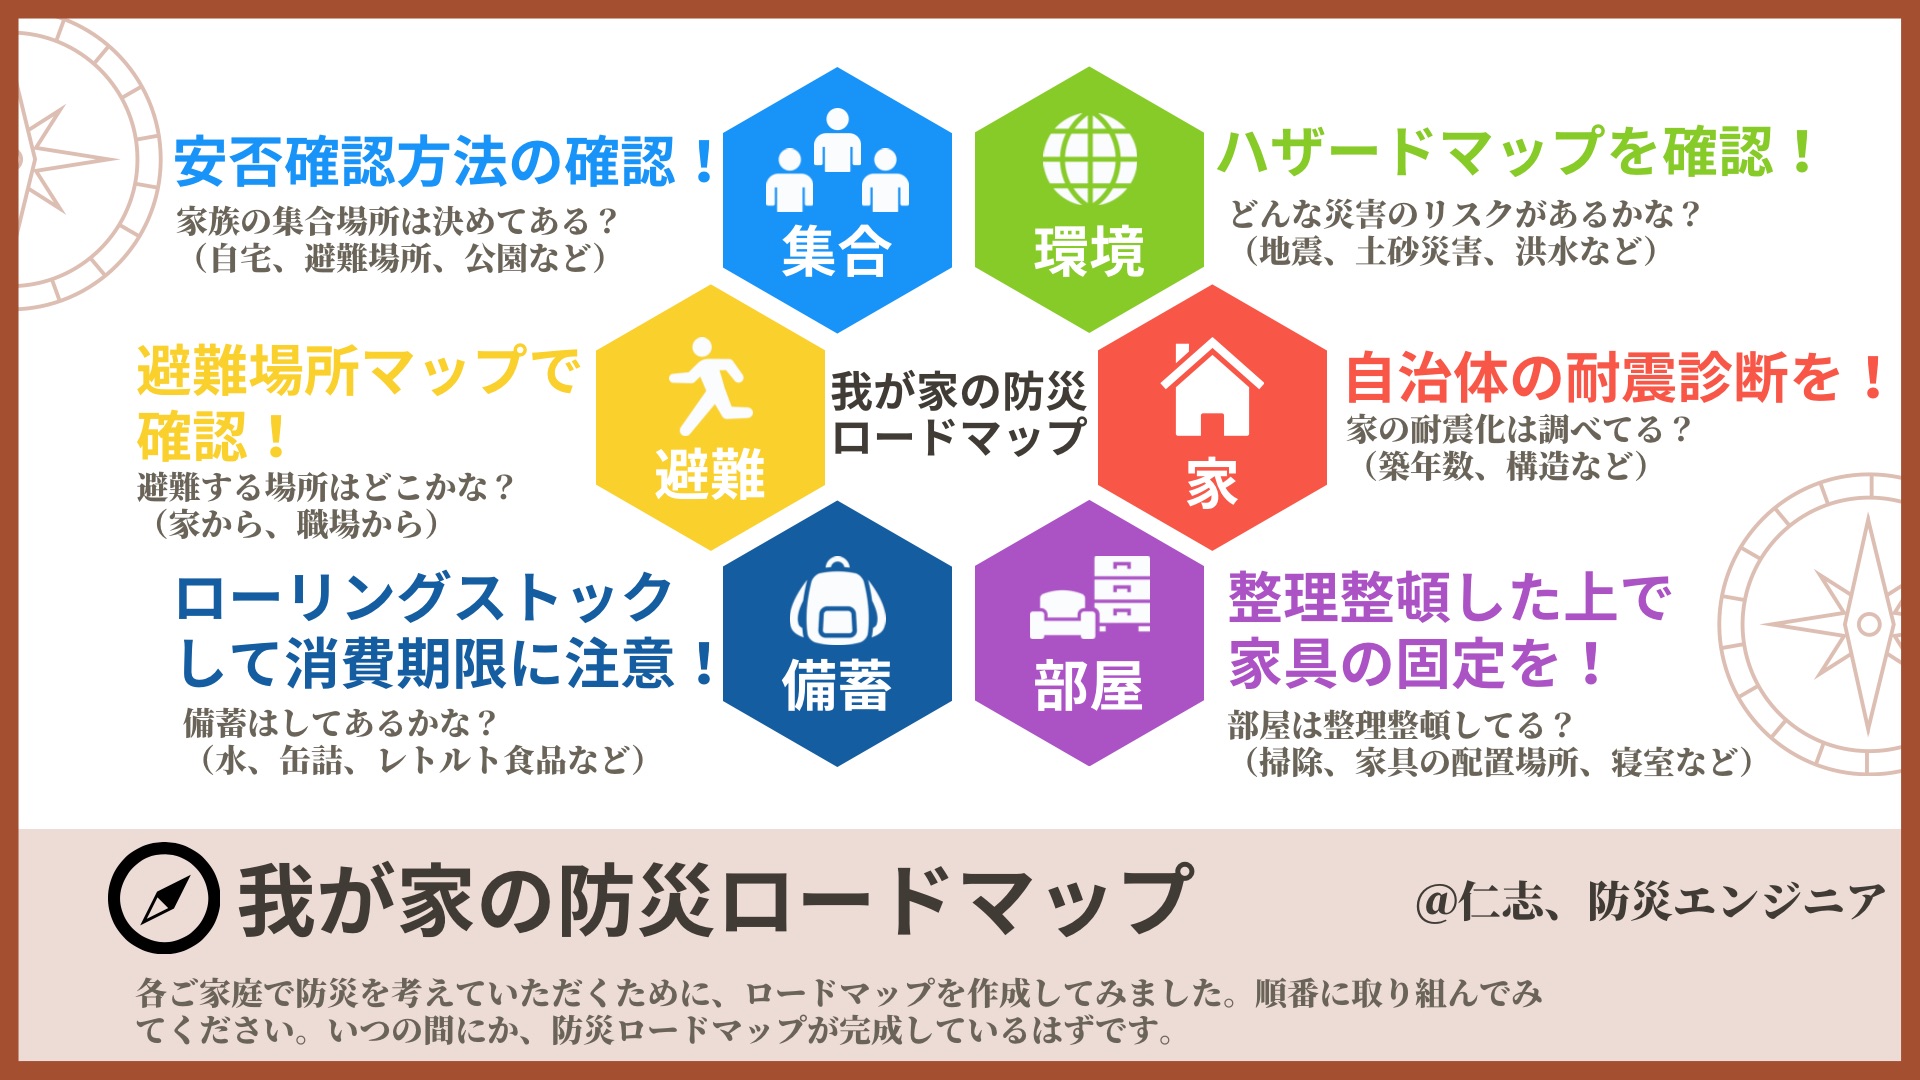 安否確認方法の確認！
家族の集合場所は決めてある？
（自宅、避難場所、公園など）
集合
環境
ハザードマップを確認！
どんな災害のリスクがあるかな？
（地震、土砂災害、洪水など）
避難場所マップで
確認！
避難する場所はどこかな？
（家から、職場から）
避難
我が家の防災
ロードマップ
家
自治体の耐震診断を！
家の耐震化は調べてる？
（築年数、構造など）
ローリングストック
して消費期限に注意！
備蓄はしてあるかな？
（水、缶詰、レトルト食品など）
備蓄
部屋
整理整頓した上で
家具の固定を！
部屋は整理整頓してる？
（掃除、家具の配置場所、寝室など）
我が家の防災ロードマップ
@仁志、防災エンジニア
各ご家庭で防災を考えていただくために、ロードマップを作成してみました。順番に取り組んでみ
てください。いつの間にか、防災ロードマップが完成しているはずです。